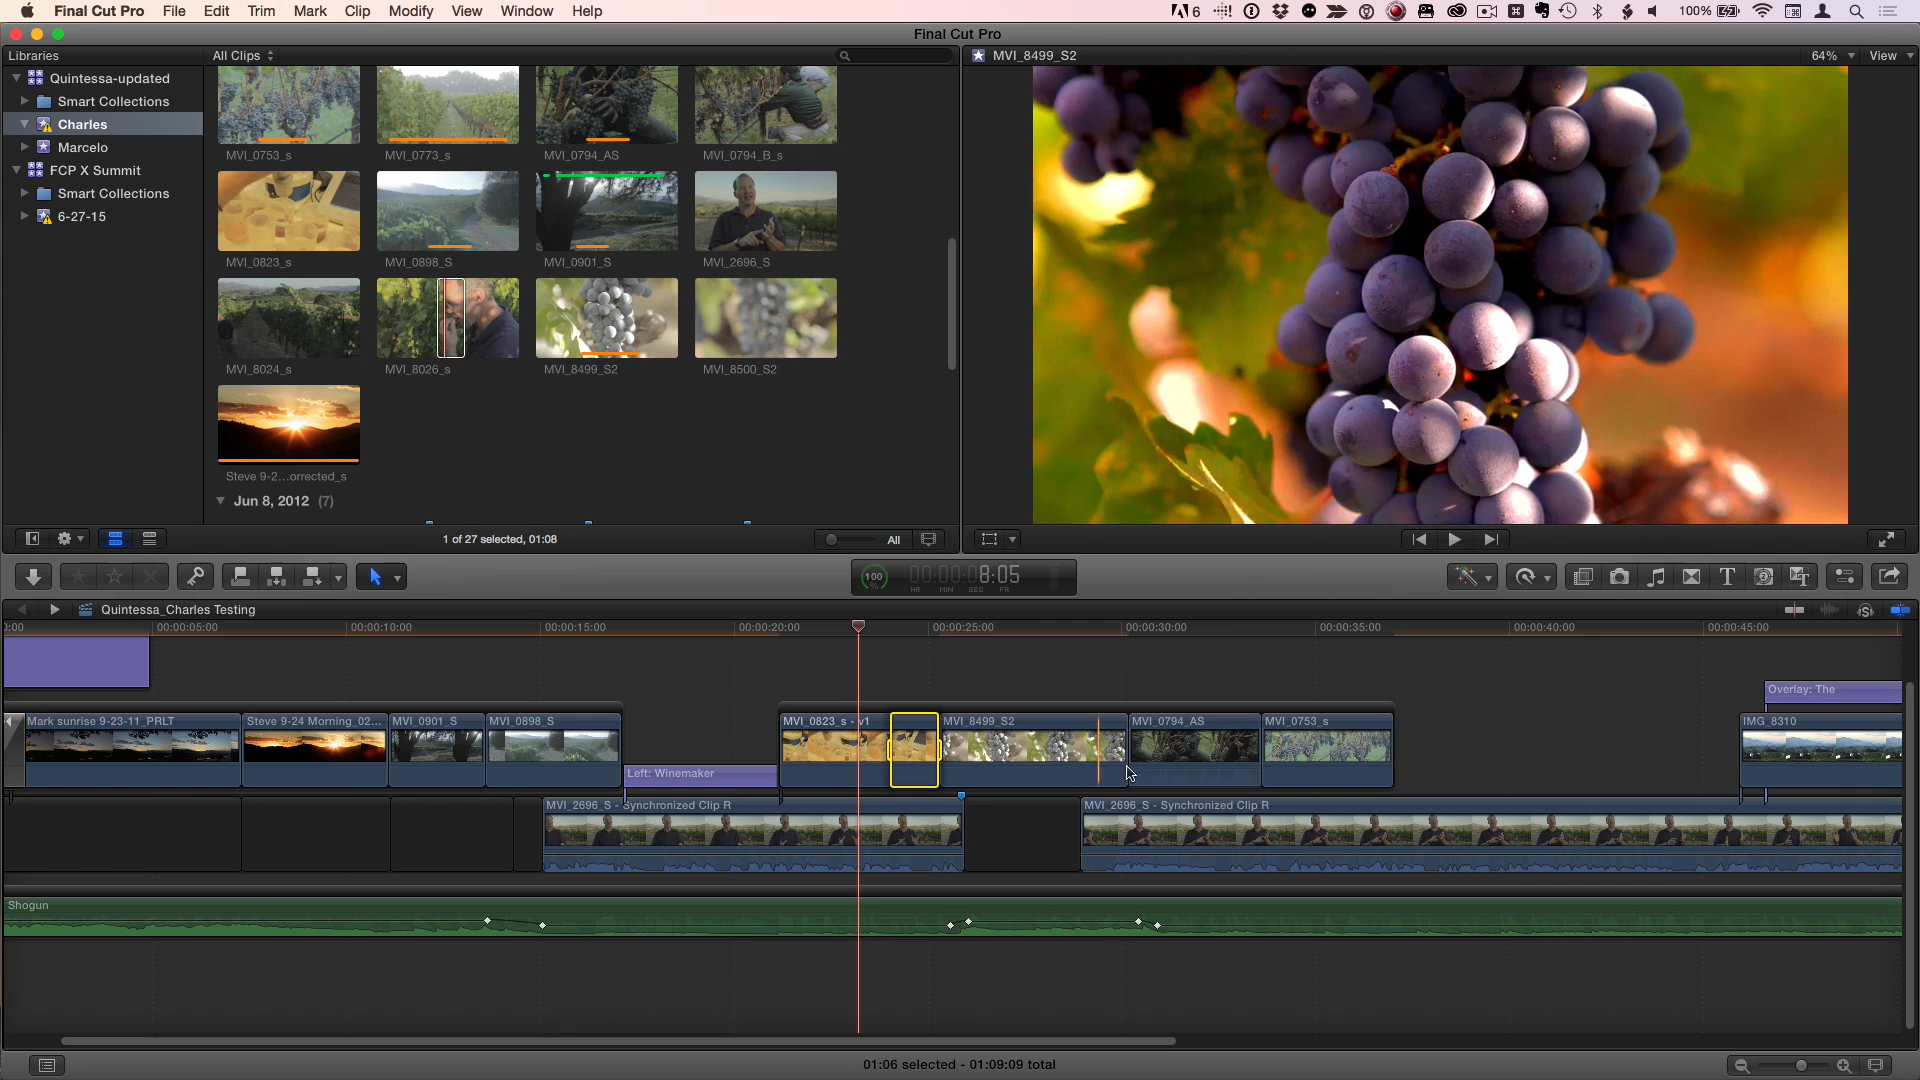 Final Cut Pro File Edit Trim Mark Clip Modify View Window Help 6 100%
Final Cut Pro
Libraries All Clips MVI_8499_S2 64% View
Quintessa-updated
Smart Collections
Charles
Marcelo
FCP X Summit
Smart Collections
6-27-15
MVI_0753_s MVI_0773_s MVI_0794_AS MVI_0794_B_s
MVI_0823_s MVI_0898_S MVI_0901_S MVI_2696_S
MVI_8024_s MVI_8026_s MVI_8499_S2 MVI_8500_S2
Steve 9-2...orrected_s
Jun 8, 2012 (7)
1 of 27 selected, 01:08 All
100 % 00:00:08:05
HR MIN SEC FR
Quintessa_Charles Testing
0:00 00:00:05:00 00:00:10:00 00:00:15:00 00:00:20:00 00:00:25:00 00:00:30:00 00:00:35:00 00:00:40:00 00:00:45:00
Overlay: The
Mark sunrise 9-23-11_PRLT Steve 9-24 Morning_02... MVI_0901_S MVI_0898_S MVI_0823_s - v1 MVI_8499_S2 MVI_0794_AS MVI_0753_s IMG_8310
Left: Winemaker
MVI_2696_S - Synchronized Clip R MVI_2696_S - Synchronized Clip R
Shogun
01:06 selected - 01:09:09 total